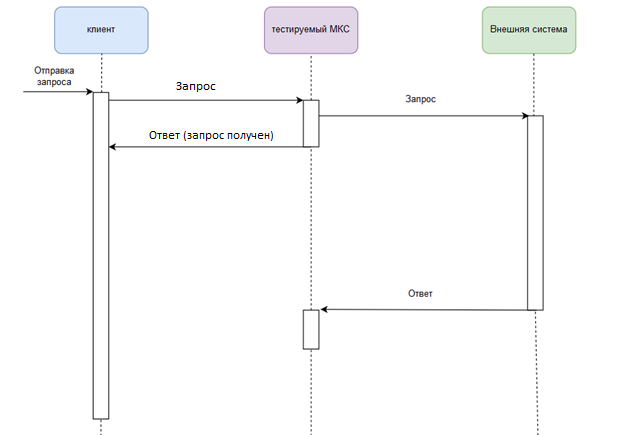 клиент
тестируемый МКС
Внешняя система
Отправка
запроса
Запрос
Запрос
Ответ (запрос получен)
Ответ